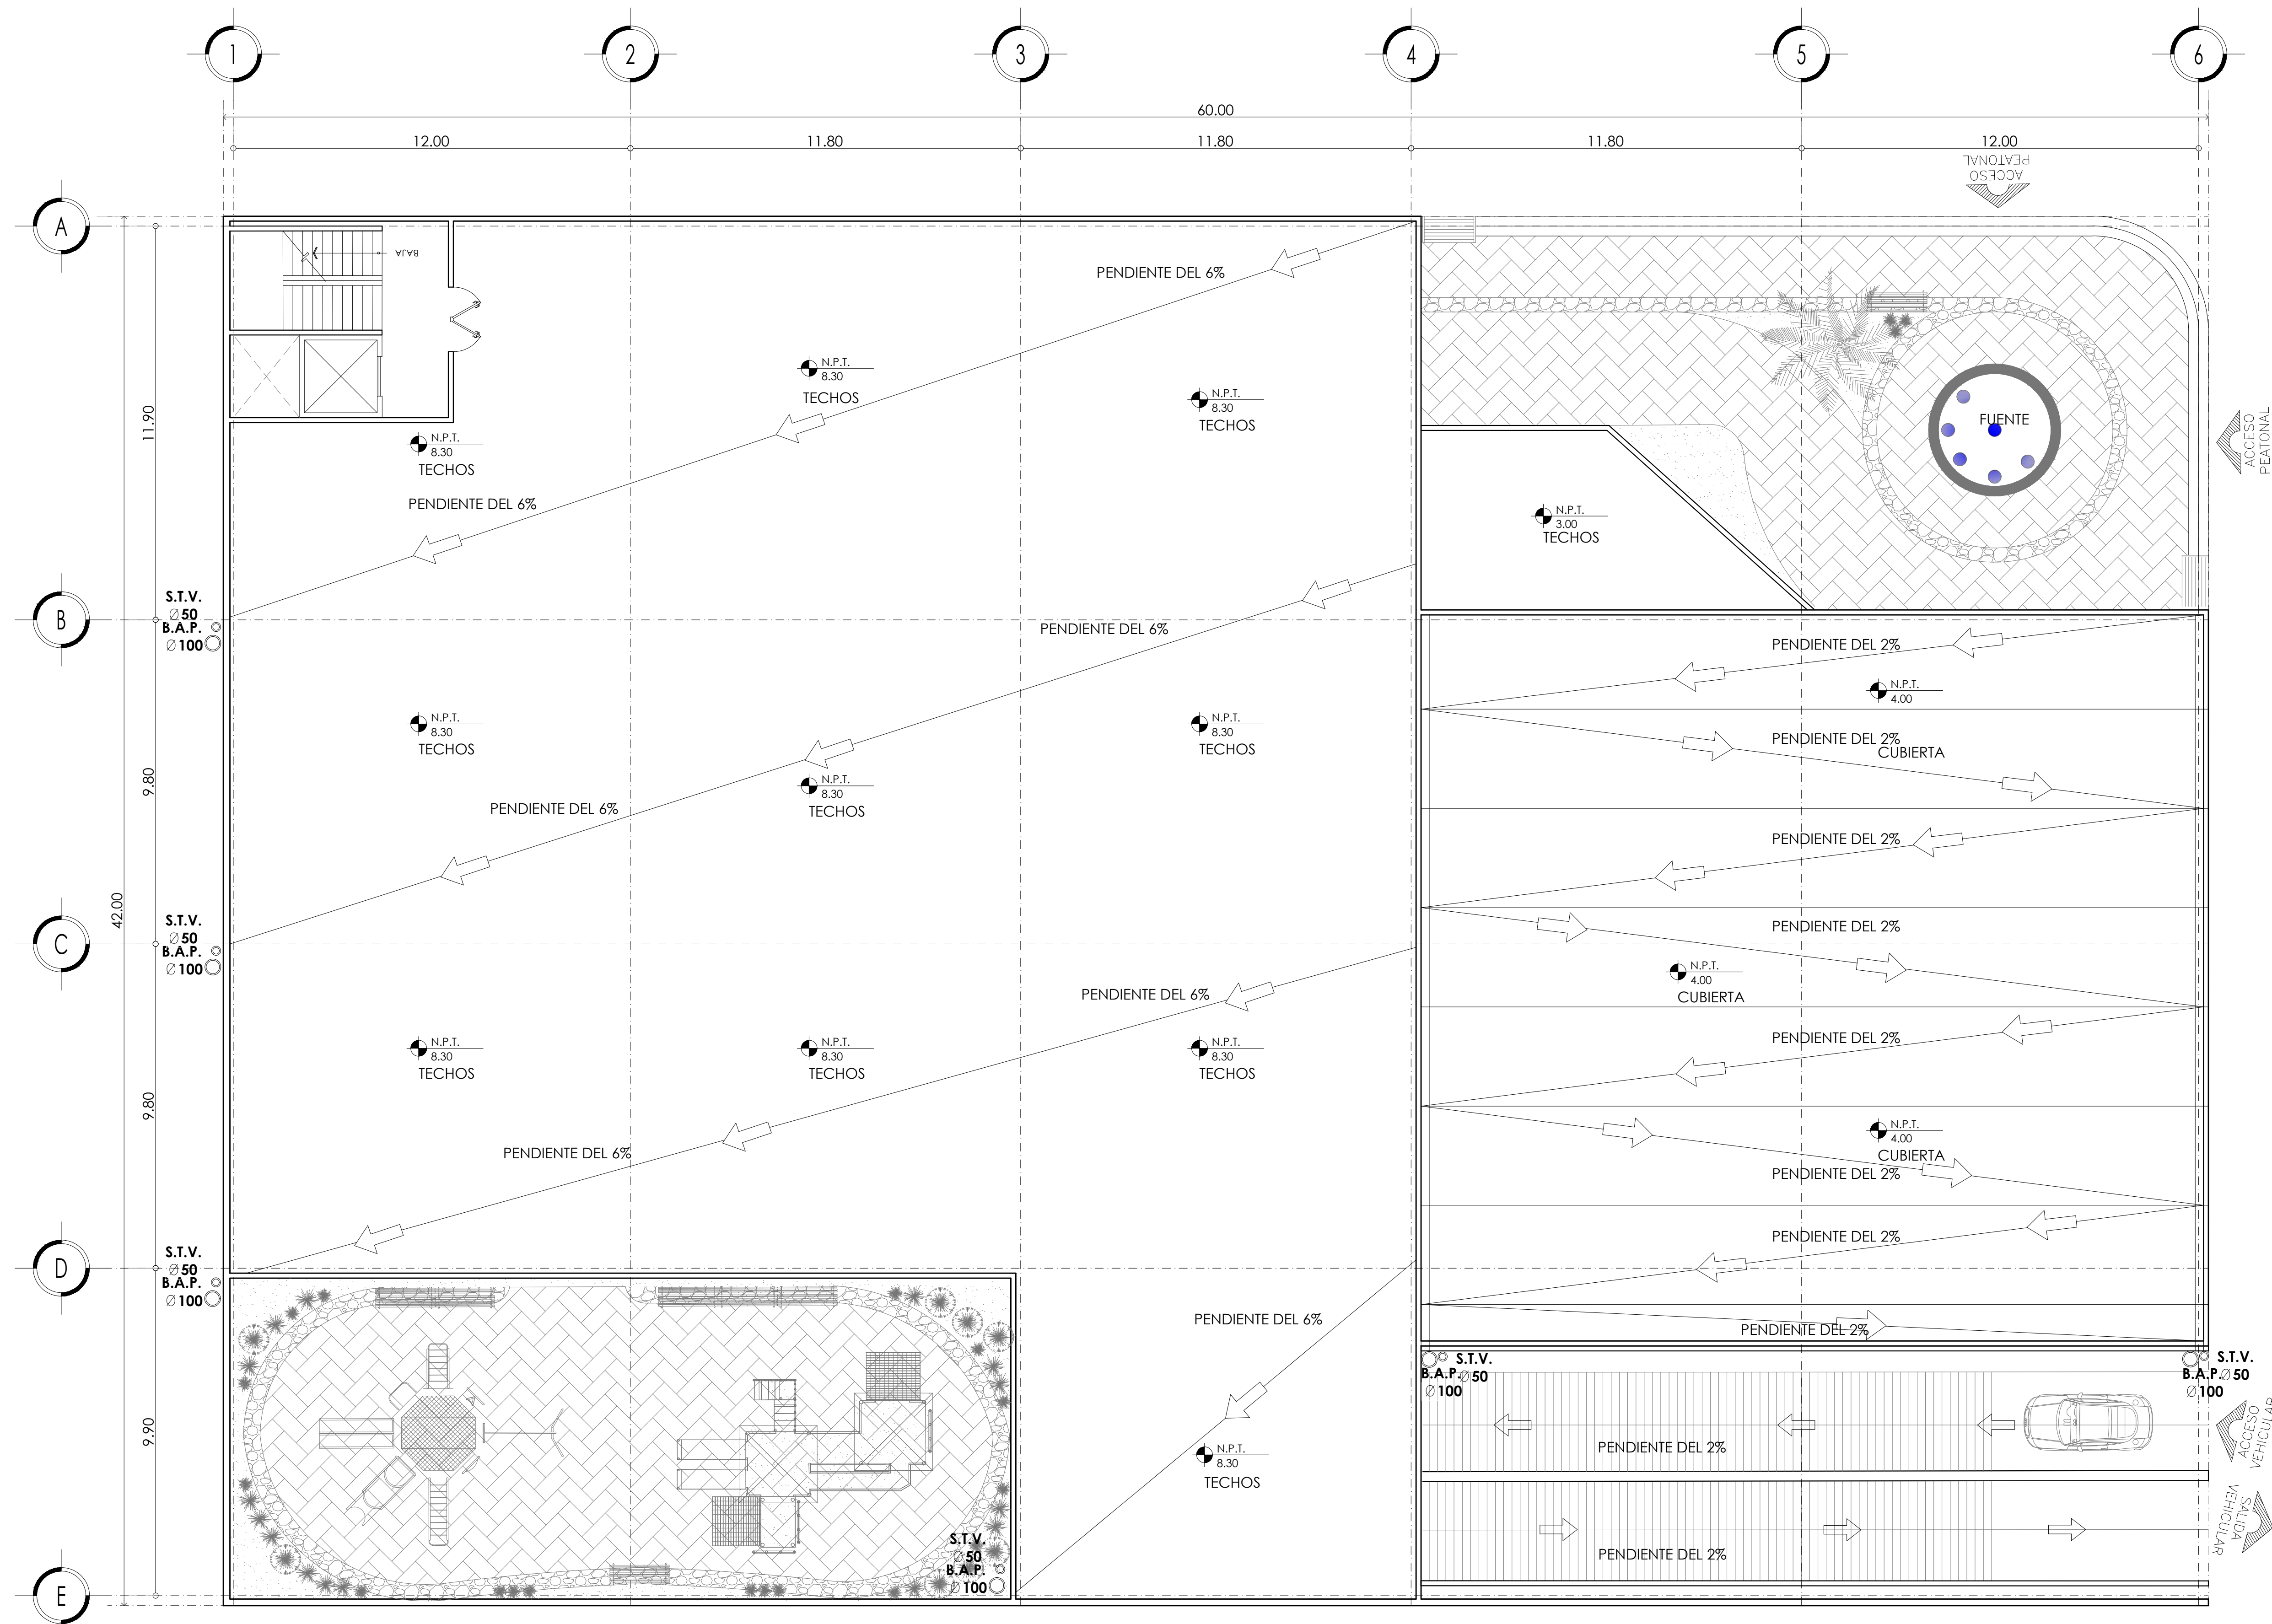 1
2
3
4
5
6
60.00
12.00
11.80
11.80
11.80
12.00
ACCESO
PEATONAL
A
BAJA
PENDIENTE DEL 6%
N.P.T.
8.30
TECHOS
N.P.T.
8.30
TECHOS
FUENTE
ACCESO
PEATONAL
11.90
N.P.T.
8.30
TECHOS
PENDIENTE DEL 6%
N.P.T.
3.00
TECHOS
B
S.T.V.
Ø50
B.A.P.
Ø100
PENDIENTE DEL 6%
PENDIENTE DEL 2%
N.P.T.
4.00
N.P.T.
8.30
TECHOS
N.P.T.
8.30
TECHOS
PENDIENTE DEL 2%
CUBIERTA
9.80
N.P.T.
8.30
TECHOS
PENDIENTE DEL 6%
PENDIENTE DEL 2%
42.00
C
S.T.V.
Ø50
B.A.P.
Ø100
PENDIENTE DEL 2%
N.P.T.
4.00
CUBIERTA
PENDIENTE DEL 6%
PENDIENTE DEL 2%
N.P.T.
8.30
TECHOS
N.P.T.
8.30
TECHOS
N.P.T.
8.30
TECHOS
9.80
N.P.T.
4.00
CUBIERTA
PENDIENTE DEL 6%
PENDIENTE DEL 2%
PENDIENTE DEL 2%
D
S.T.V.
Ø50
B.A.P.
Ø100
PENDIENTE DEL 6%
PENDIENTE DEL 2%
S.T.V.
B.A.P.Ø50
Ø100
S.T.V.
B.A.P.Ø50
Ø100
9.90
ACCESO
VEHICULAR
PENDIENTE DEL 2%
N.P.T.
8.30
TECHOS
SALIDA
VEHICULAR
S.T.V.
Ø50
B.A.P.
Ø100
PENDIENTE DEL 2%
E